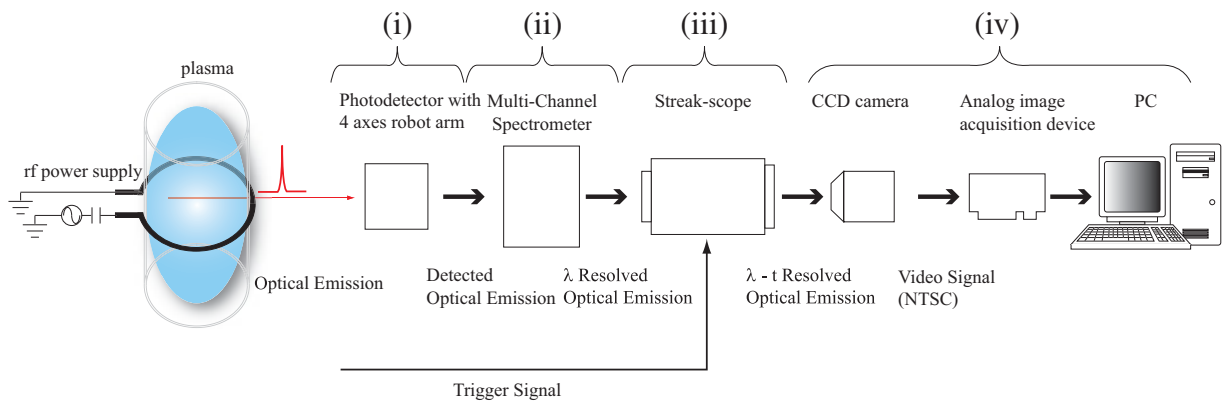 (i)
(ii)
(iii)
(iv)
plasma
Photodetector with
4 axes robot arm
Multi-Channel
Spectrometer
Streak-scope
CCD camera
Analog image
acquisition device
PC
rf power supply
Optical Emission
Detected
Optical Emission
λ Resolved
Optical Emission
λ - t Resolved
Optical Emission
Video Signal
(NTSC)
Trigger Signal